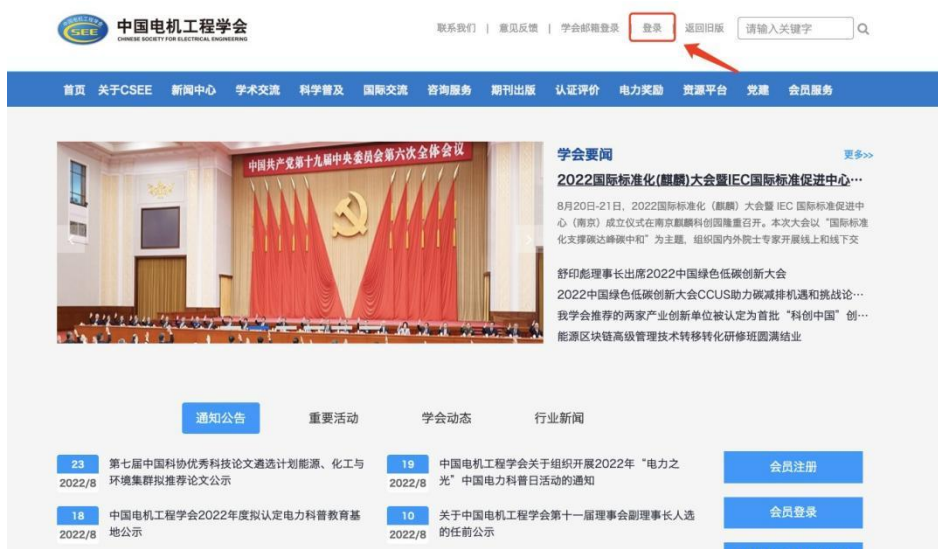 中国电机工程学会
CHINESE SOCIETY FOR ELECTRICAL ENGINEERING
CSEE
联系我们 | 意见反馈 | 学会邮箱登录 | 登录 | 返回旧版
请输入关键字
首页 关于CSEE 新闻中心 学术交流 科学普及 国际交流 咨询服务 期刊出版 认证评价 电力奖励 资源平台 党建 会员服务
中国共产党第十九届中央委员会第六次全体会议
学会要闻
更多>>
2022国际标准化(麒麟)大会暨IEC国际标准促进中心…
8月20日-21日，2022国际标准化（麒麟）大会暨 IEC 国际标准促进中
心（南京）成立仪式在南京麒麟科创园隆重召开。本次大会以“国际标准
化支撑碳达峰碳中和”为主题，组织国内外院士专家开展线上和线下交
舒印彪理事长出席2022中国绿色低碳创新大会
2022中国绿色低碳创新大会CCUS助力碳减排机遇和挑战论…
我学会推荐的两家产业创新单位被认定为首批“科创中国”创…
能源区块链高级管理技术转移转化研修班圆满结业
通知公告 重要活动 学会动态 行业新闻
23
2022/8
第七届中国科协优秀科技论文遴选计划能源、化工与
环境集群拟推荐论文公示
19
2022/8
中国电机工程学会关于组织开展2022年“电力之
光”中国电力科普日活动的通知
会员注册
18
2022/8
中国电机工程学会2022年度拟认定电力科普教育基
地公示
10
2022/8
关于中国电机工程学会第十一届理事会副理事长人选
的任前公示
会员登录